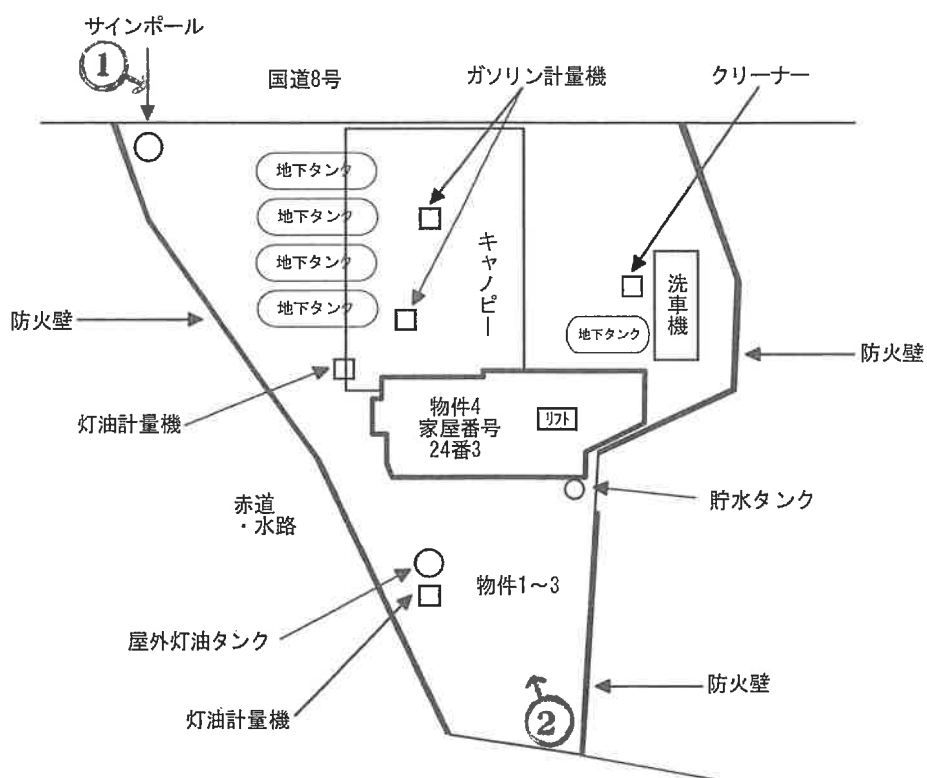 サインポール
1
国道8号
ガソリン計量機
クリーナー
地下タンク
地下タンク
地下タンク
地下タンク
キャノピー
洗車機
地下タンク
防火壁
防火壁
灯油計量機
物件4
家屋番号
24番3
リフト
貯水タンク
赤道
・水路
物件1~3
屋外灯油タンク
灯油計量機
防火壁
2